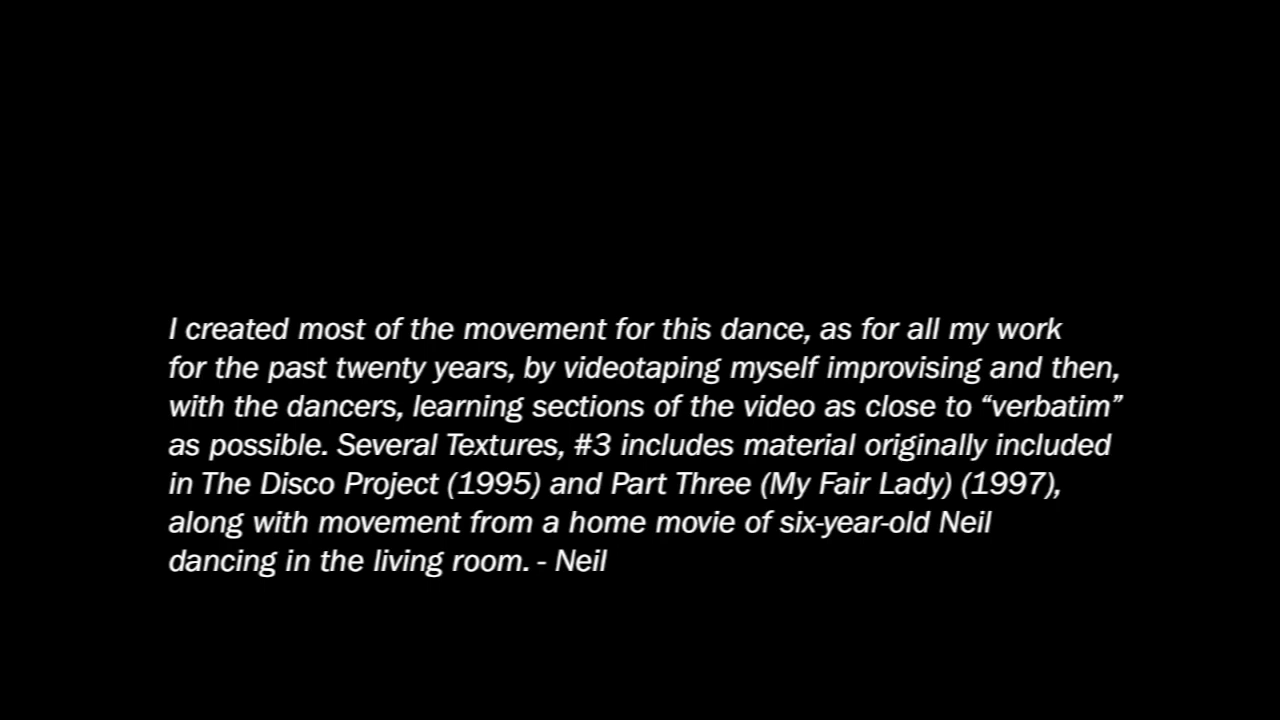 I created most of the movement for this dance, as for all my work
for the past twenty years, by videotaping myself improvising and then,
with the dancers, learning sections of the video as close to “verbatim”
as possible. Several Textures, #3 includes material originally included
in The Disco Project (1995) and Part Three (My Fair Lady) (1997),
along with movement from a home movie of six-year-old Neil
dancing in the living room. - Neil